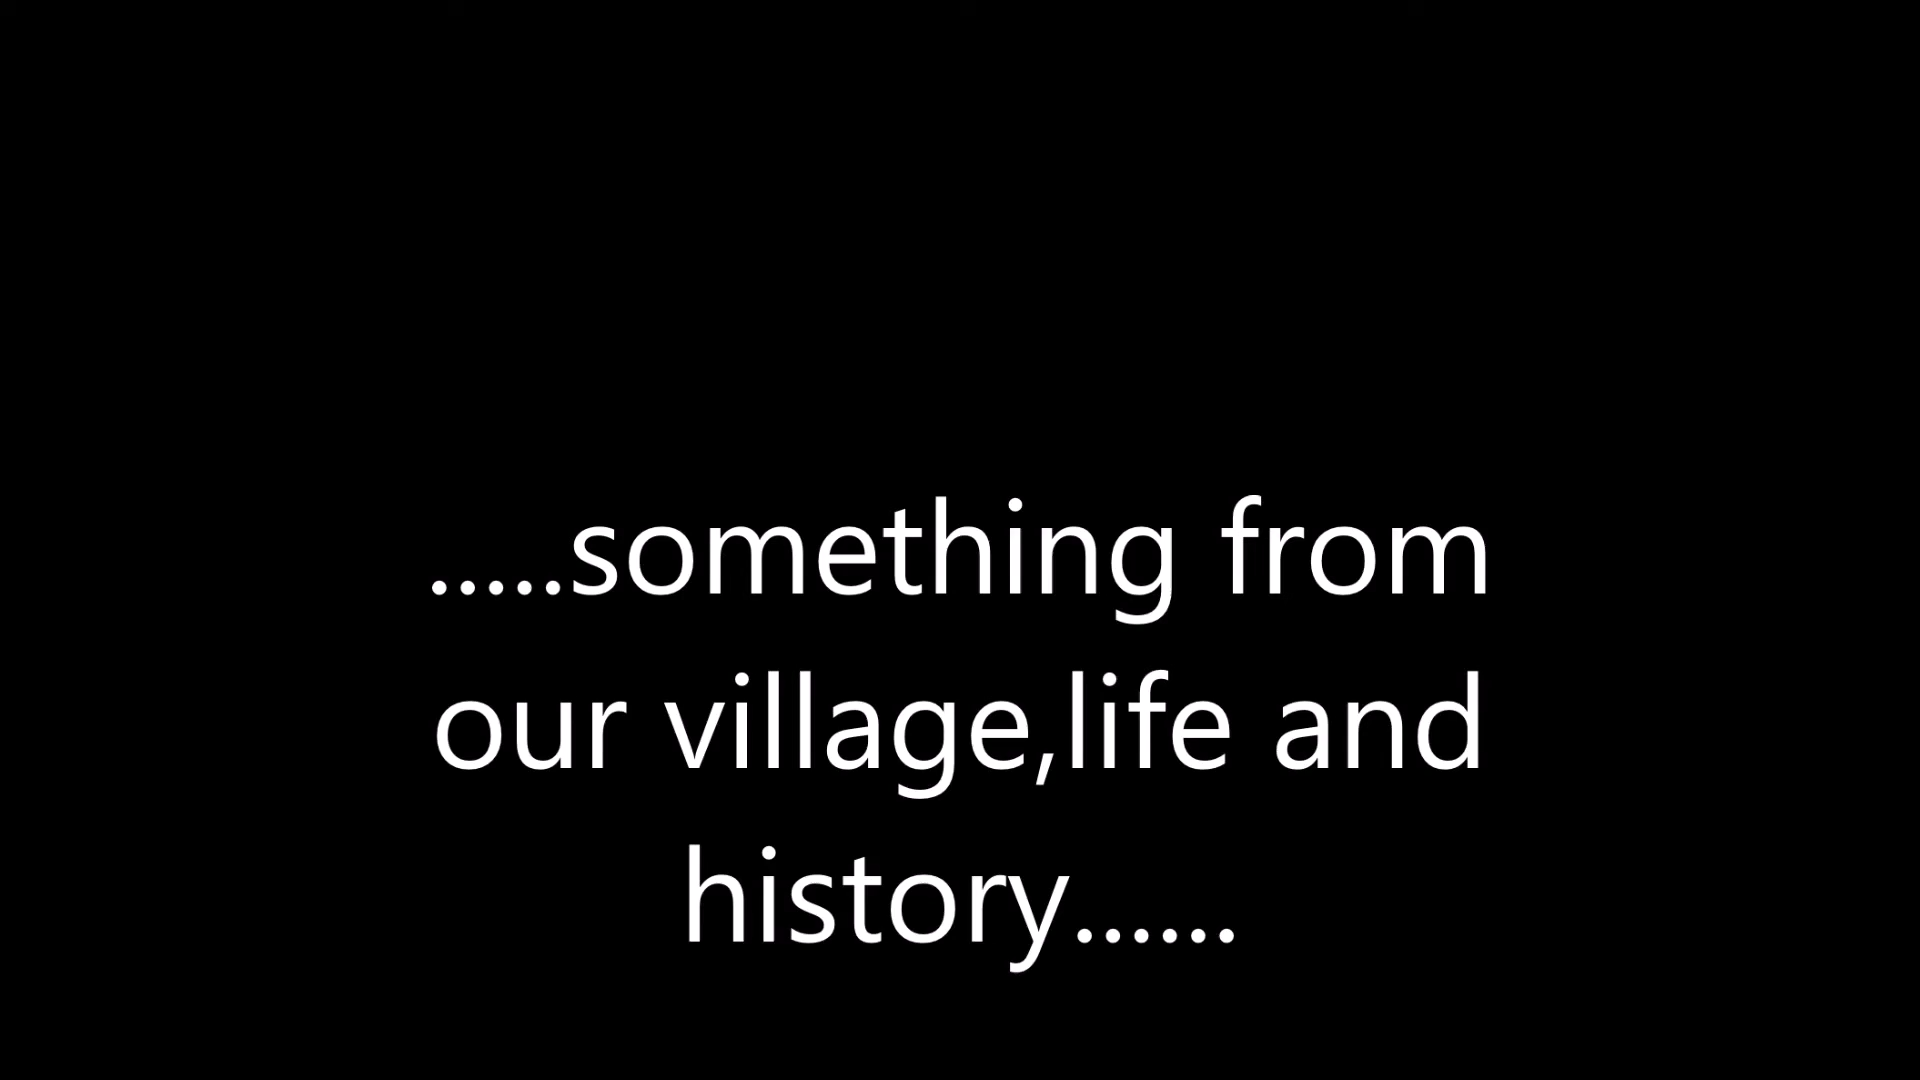 .....something from
our village,life and
history......